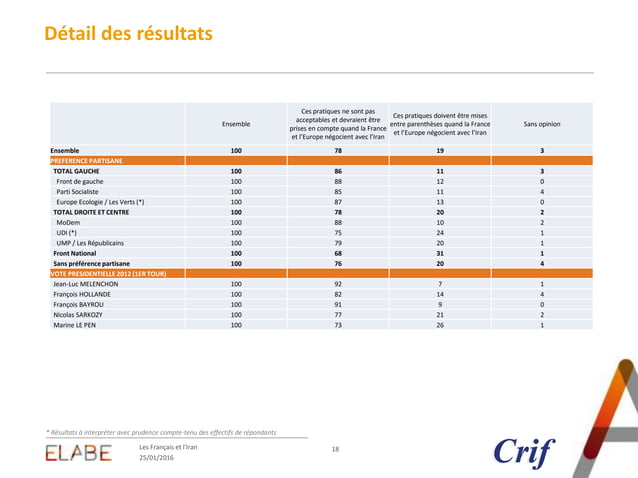 Détail des résultats
Ensemble
Ces pratiques ne sont pas
acceptables et devraient être
prises en compte quand la France
et l'Europe négocient avec l'Iran
Ces pratiques doivent être mises
entre parenthèses quand la France
et l'Europe négocient avec l'Iran
Sans opinion
Ensemble 100 78 19 3
PREFERENCE PARTISANE
TOTAL GAUCHE 100 86 11 3
Front de gauche 100 88 12 0
Parti Socialiste 100 85 11 4
Europe Ecologie / Les Verts (*) 100 87 13 0
TOTAL DROITE ET CENTRE 100 78 20 2
MoDem 100 88 10 2
UDI (*) 100 75 24 1
UMP / Les Républicains 100 79 20 1
Front National 100 68 31 1
Sans préférence partisane 100 76 20 4
VOTE PRESIDENTIELLE 2012 (1ER TOUR)
Jean-Luc MELENCHON 100 92 7 1
François HOLLANDE 100 82 14 4
François BAYROU 100 91 9 0
Nicolas SARKOZY 100 77 21 2
Marine LE PEN 100 73 26 1
* Résultats à interpréter avec prudence compte-tenu des effectifs de répondants
ELABE
Les Français et l'Iran
25/01/2016
18
Crif